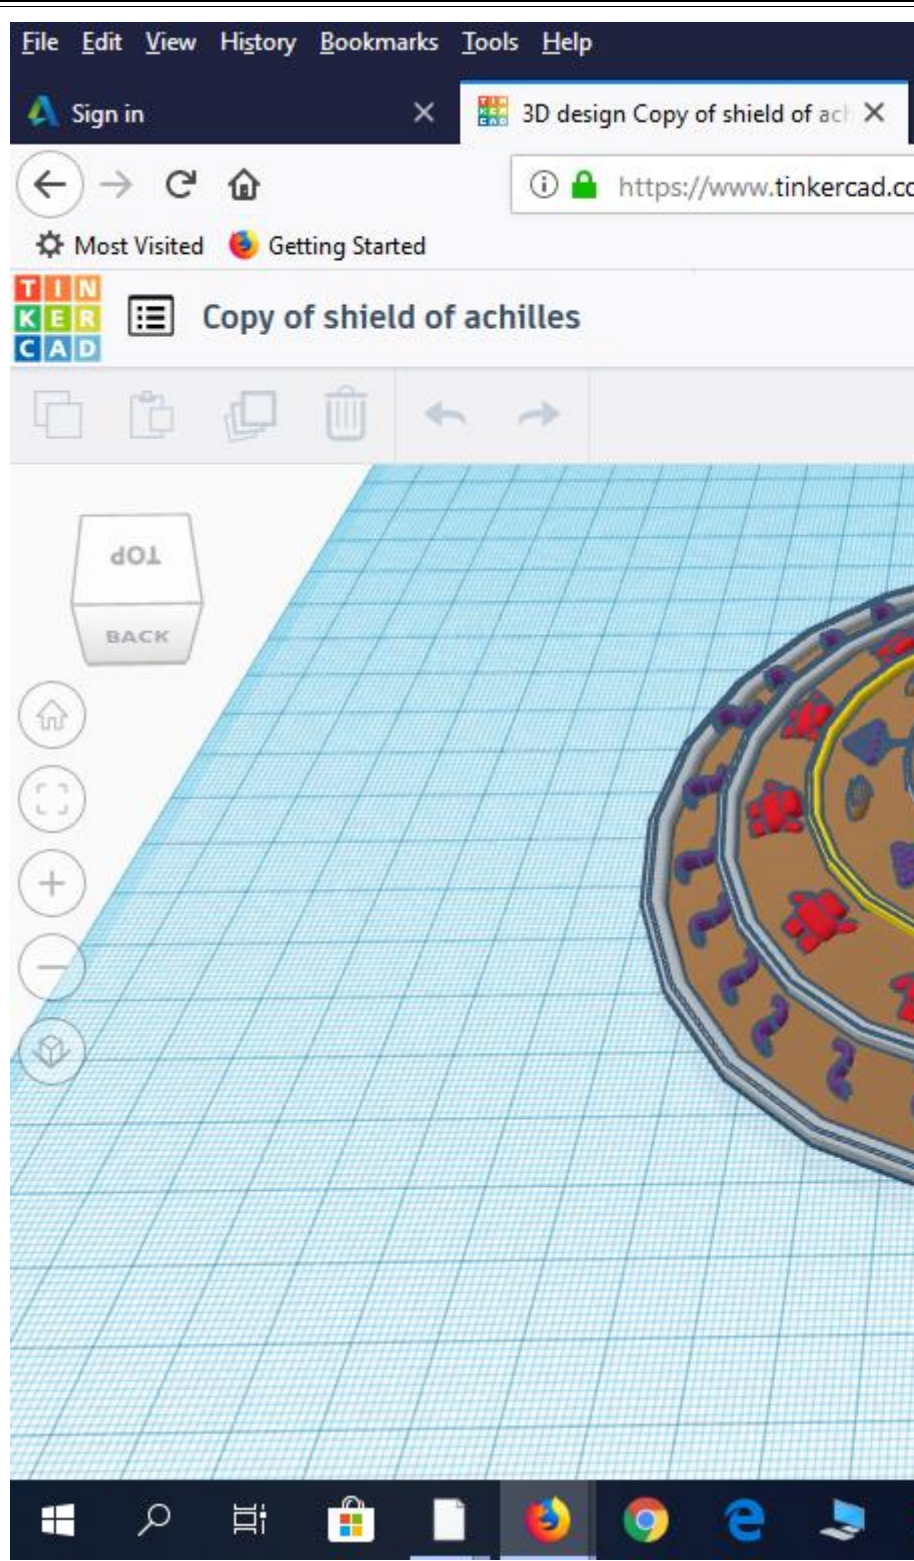 File Edit View History Bookmarks Tools Help
Sign in
3D design Copy of shield of ach
https://www.tinkercad.co
Most Visited Getting Started
TIN
KER
CAD
Copy of shield of achilles
TOP
BACK